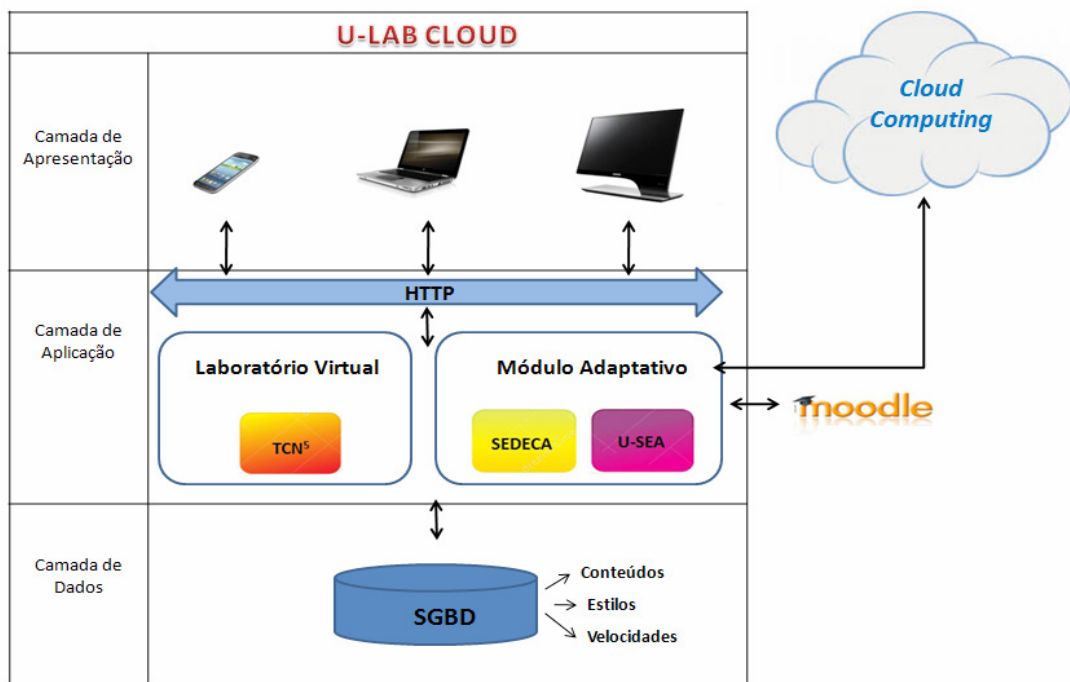 U-LAB CLOUD
Cloud
Computing
Camada de
Apresentação
HTTP
Camada de
Aplicação
Laboratório Virtual
Módulo Adaptativo
TCN⁵
SEDECA
U-SEA
moodle
Camada de
Dados
SGBD
Conteúdos
Estilos
Velocidades